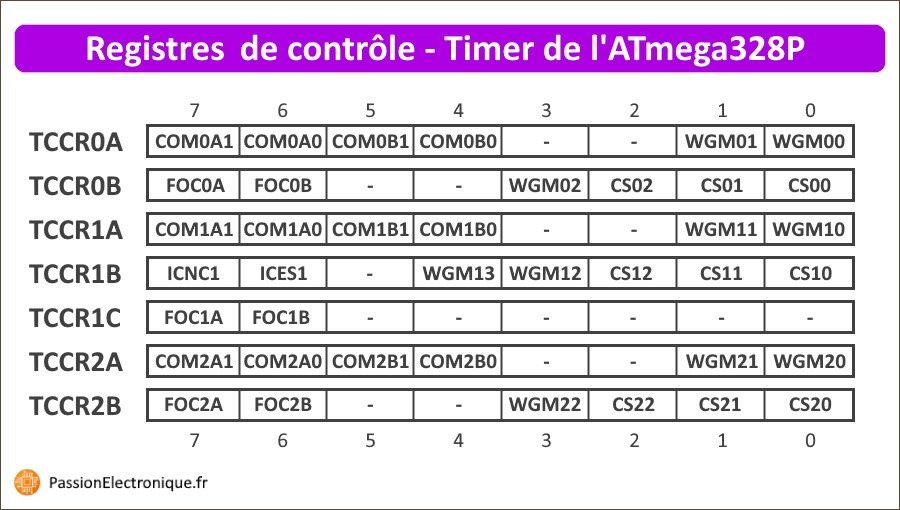 Registres de contrôle - Timer de l'ATmega328P
7 6 5 4 3 2 1 0
TCCR0A COM0A1 COM0A0 COM0B1 COM0B0 - - WGM01 WGM00
TCCR0B FOC0A FOC0B - - WGM02 CS02 CS01 CS00
TCCR1A COM1A1 COM1A0 COM1B1 COM1B0 - - WGM11 WGM10
TCCR1B ICNC1 ICES1 - WGM13 WGM12 CS12 CS11 CS10
TCCR1C FOC1A FOC1B - - - - - -
TCCR2A COM2A1 COM2A0 COM2B1 COM2B0 - - WGM21 WGM20
TCCR2B FOC2A FOC2B - - WGM22 CS22 CS21 CS20
7 6 5 4 3 2 1 0
PassionElectronique.fr